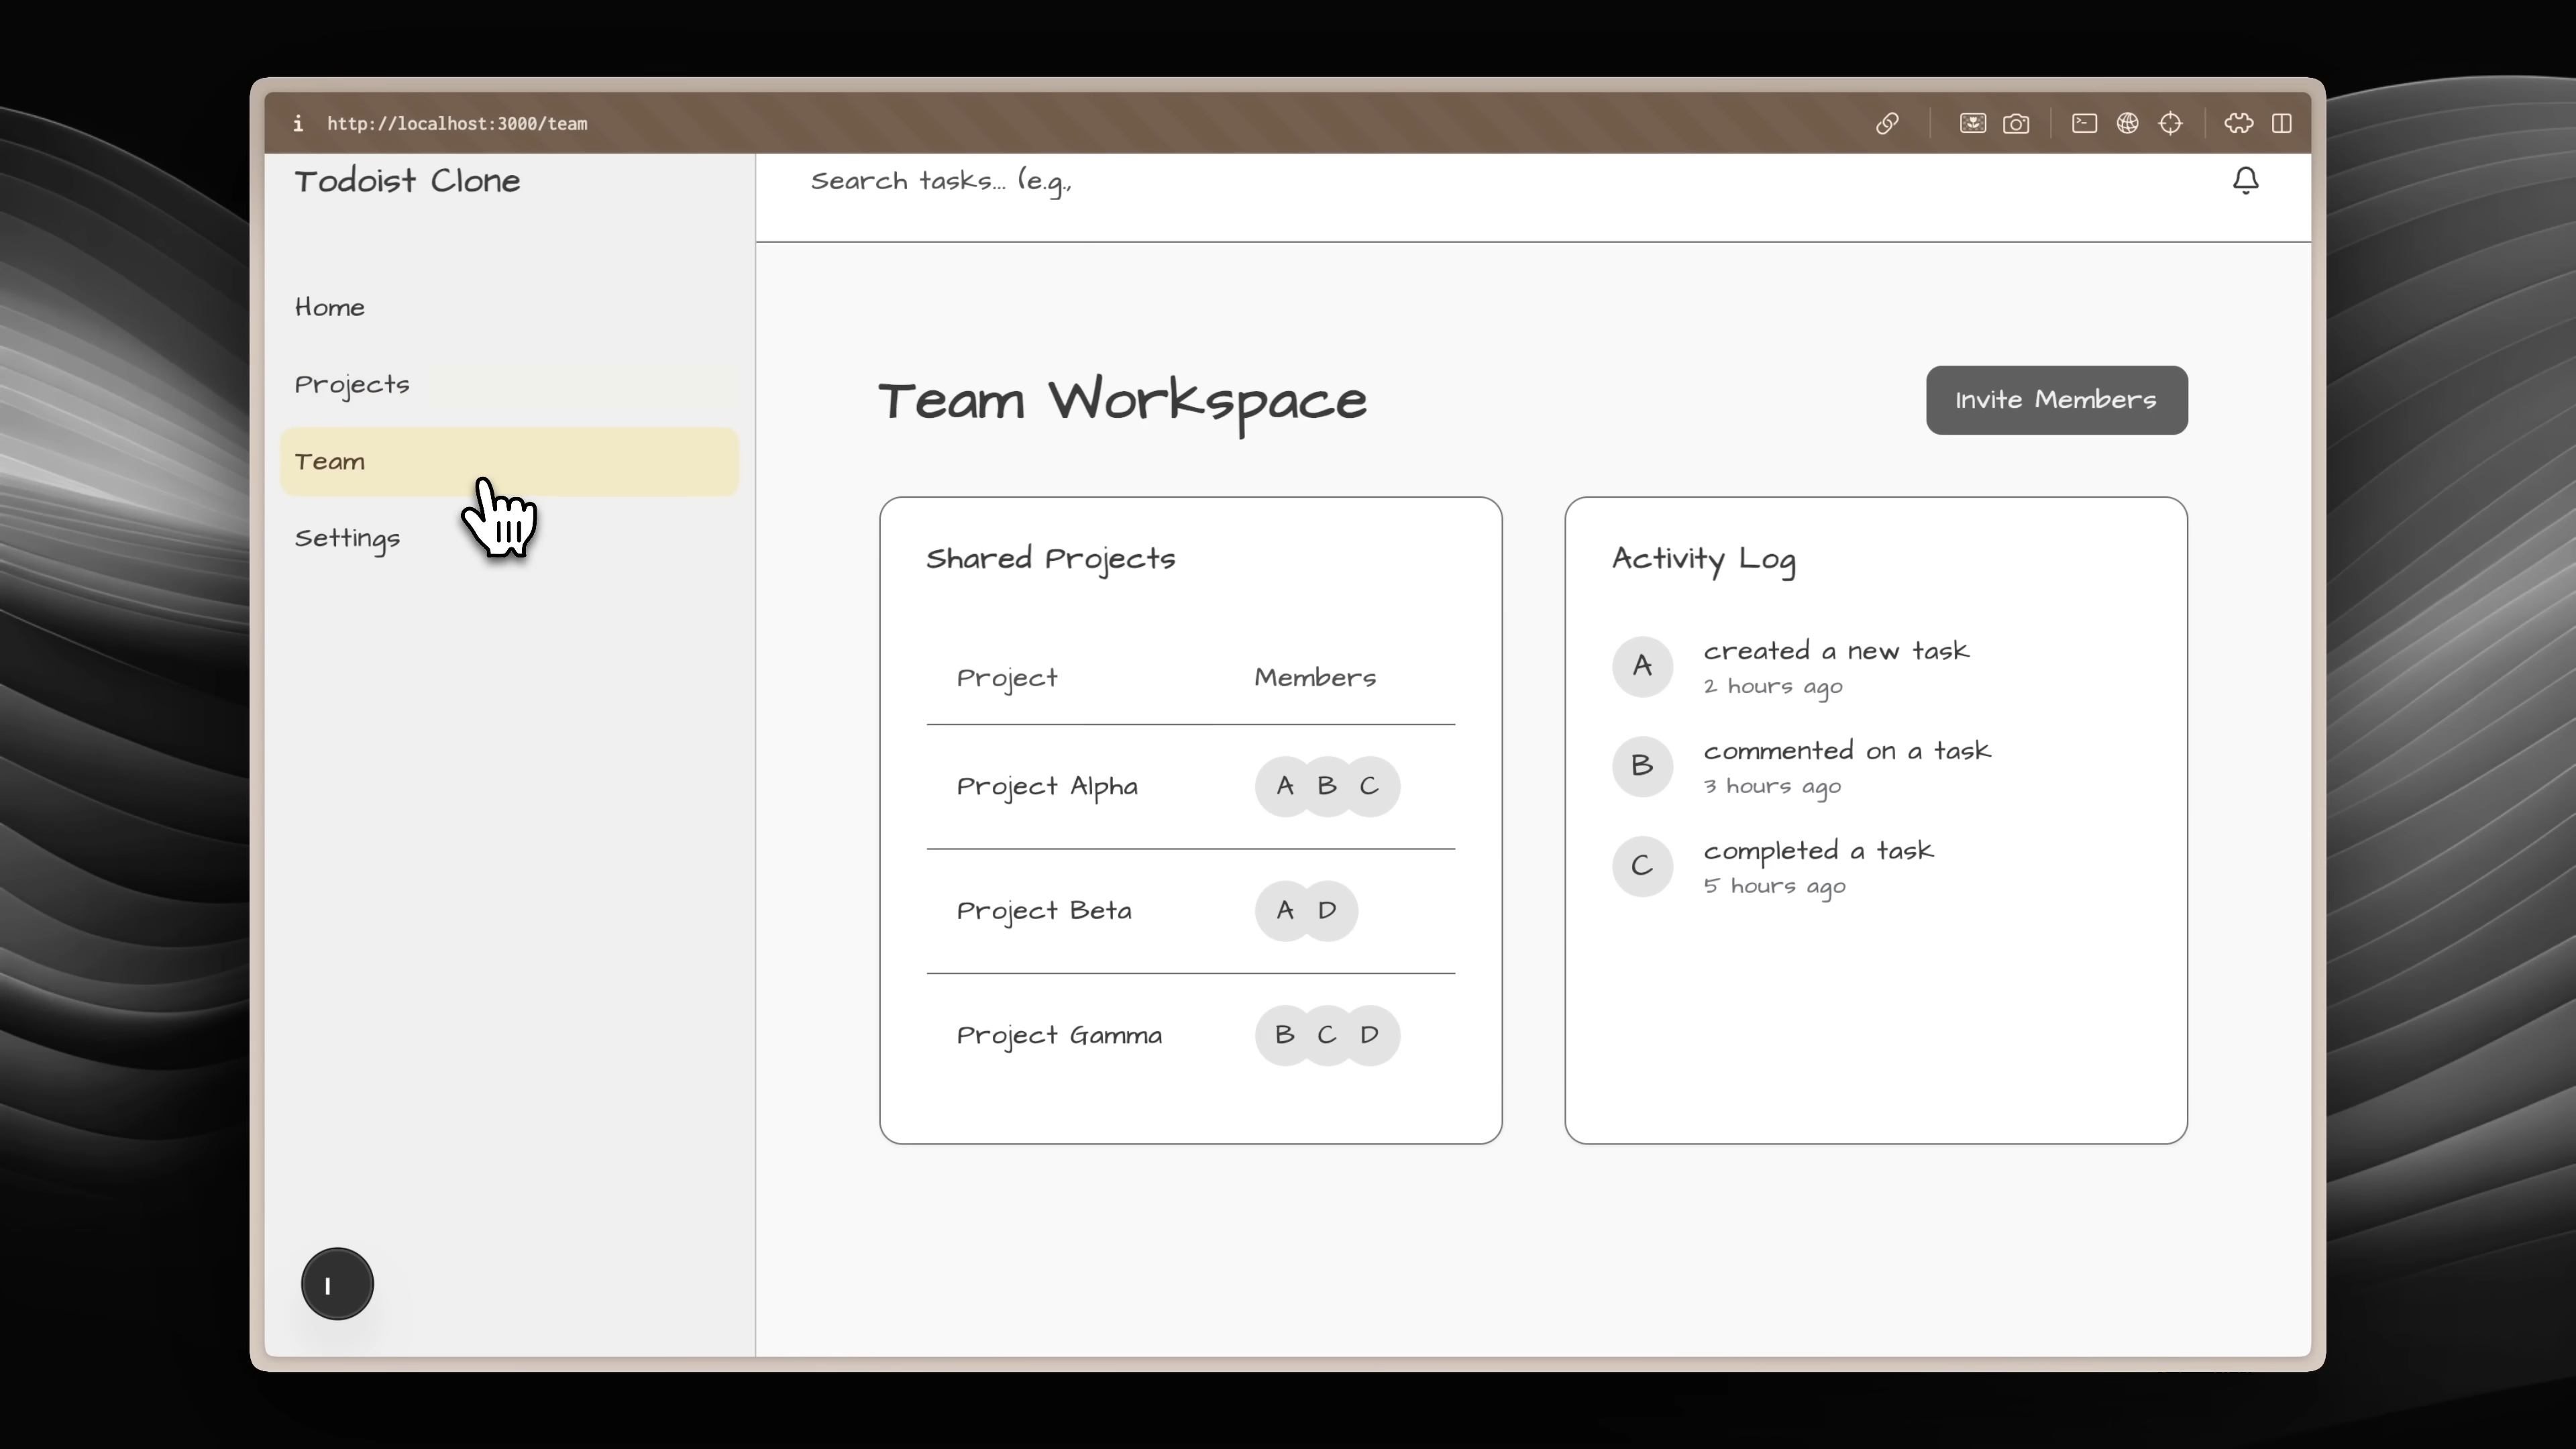 i http://localhost:3000/team
Todoist Clone
Search tasks... (e.g.,
Home
Projects
Team
Settings
Team Workspace
Invite Members
Shared Projects
Project Members
Project Alpha A B C
Project Beta A D
Project Gamma B C D
Activity Log
A created a new task
2 hours ago
B commented on a task
3 hours ago
C completed a task
5 hours ago